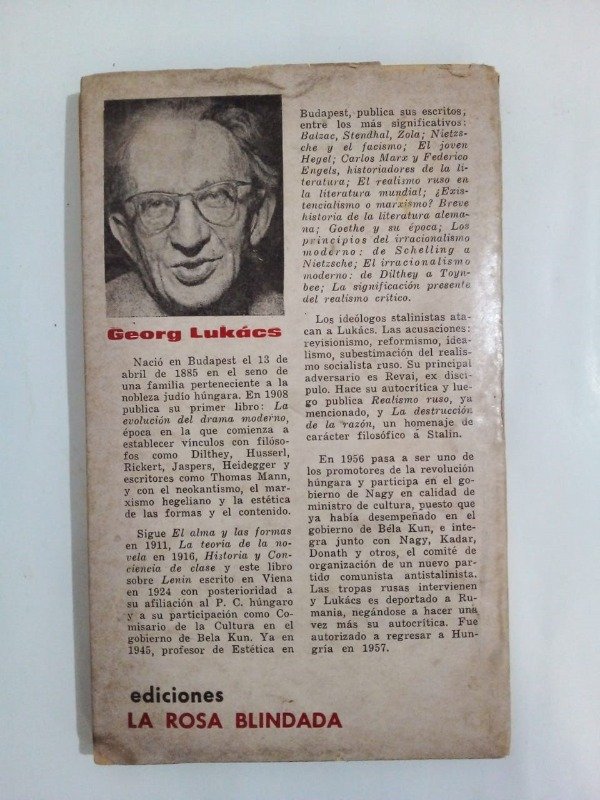 Georg Lukács
Nació en Budapest el 13 de
abril de 1885 en el seno de
una familia perteneciente a la
nobleza judío húngara. En 1908
publica su primer libro: La
evolución del drama moderno,
época en la que comienza a
establecer vínculos con filóso-
fos como Dilthey, Husserl,
Rickert, Jaspers, Heidegger y
escritores como Thomas Mann,
y con el neokantismo, el mar-
xismo hegeliano y la estética
de las formas y el contenido.
Sigue El alma y las formas
en 1911, La teoría de la no-
vela en 1916, Historia y Con-
ciencia de clase y este libro
sobre Lenin escrito en Viena
en 1924 con posterioridad a
su afiliación al P. C. húngaro
y a su participación como Co-
misario de la Cultura en el
gobierno de Bela Kun. Ya en
1945, profesor de Estética en
Budapest, publica sus escritos,
entre los más significativos:
Balzac, Stendhal, Zola; Nietzs-
che y el facismo; El joven
Hegel; Carlos Marx y Federico
Engels, historiadores de la li-
teratura; El realismo ruso en
la literatura mundial; ¿Exis-
tencialismo o marxismo? Breve
historia de la literatura alema-
na; Goethe y su época; Los
principios del irracionalismo
moderno: de Schelling a
Nietzsche; El irracionalismo
moderno: de Dilthey a Toyn-
bee; La significación presente
del realismo crítico.
Los ideólogos stalinistas ata-
can a Lukács. Las acusaciones:
revisionismo, reformismo, idea-
lismo, subestimación del realis-
mo socialista ruso. Su principal
adversario es Revai, ex discí-
pulo. Hace su autocrítica y lue-
go publica Realismo ruso, ya
mencionado, y La destrucción
de la razón, un homenaje de
carácter filosófico a Stalin.
En 1956 pasa a ser uno de
los promotores de la revolución
húngara y participa en el go-
bierno de Nagy en calidad de
ministro de cultura, puesto que
ya había desempeñado en el
gobierno de Béla Kun, e inte-
gra junto con Nagy, Kadar,
Donath y otros, el comité de
organización de un nuevo par-
tido comunista antistalinista.
Las tropas rusas intervienen
y Lukács es deportado a Ru-
mania, negándose a hacer una
vez más su autocrítica. Fue
autorizado a regresar a Hun-
gría en 1957.
ediciones
LA ROSA BLINDADA